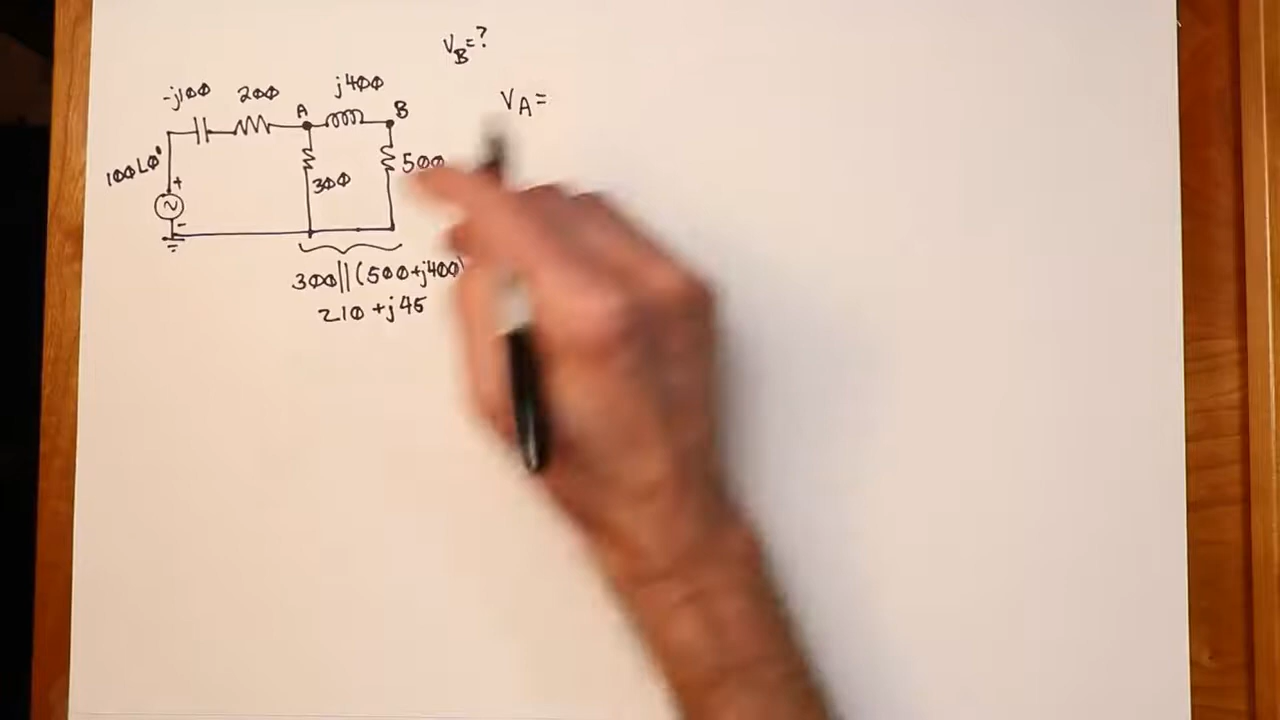 V_B=?
V_A=
-j100
200
A
j400
B
100∠0°
+
-
300
500
300||(500+j400)
210+j45